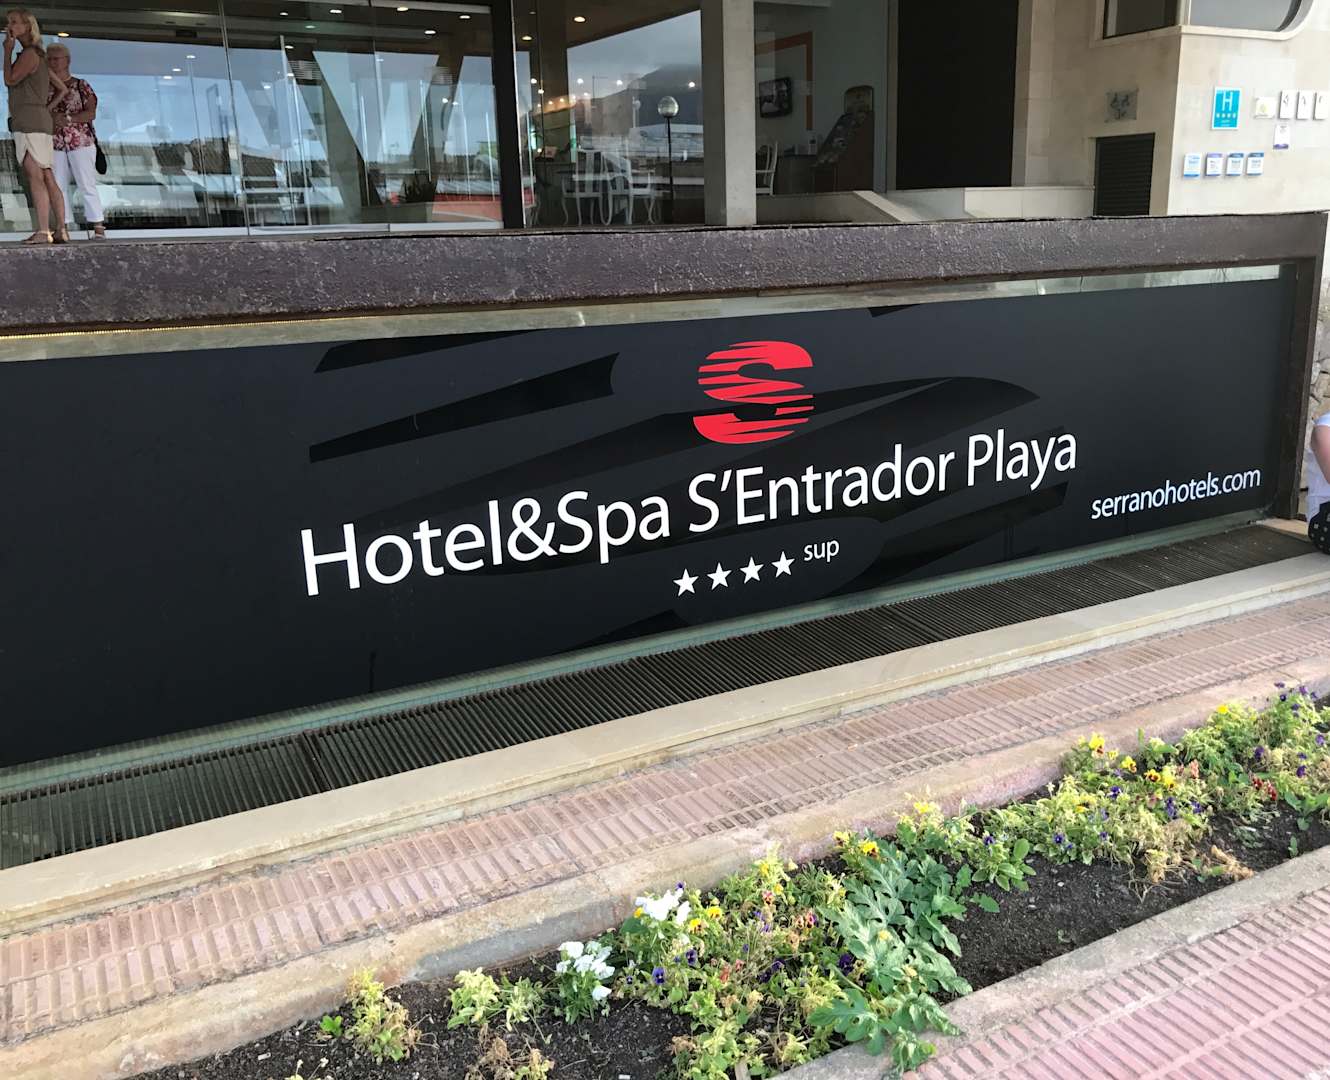 H
S
Hotel&Spa S'Entrador Playa
★★★★ sup
serranohotels.com